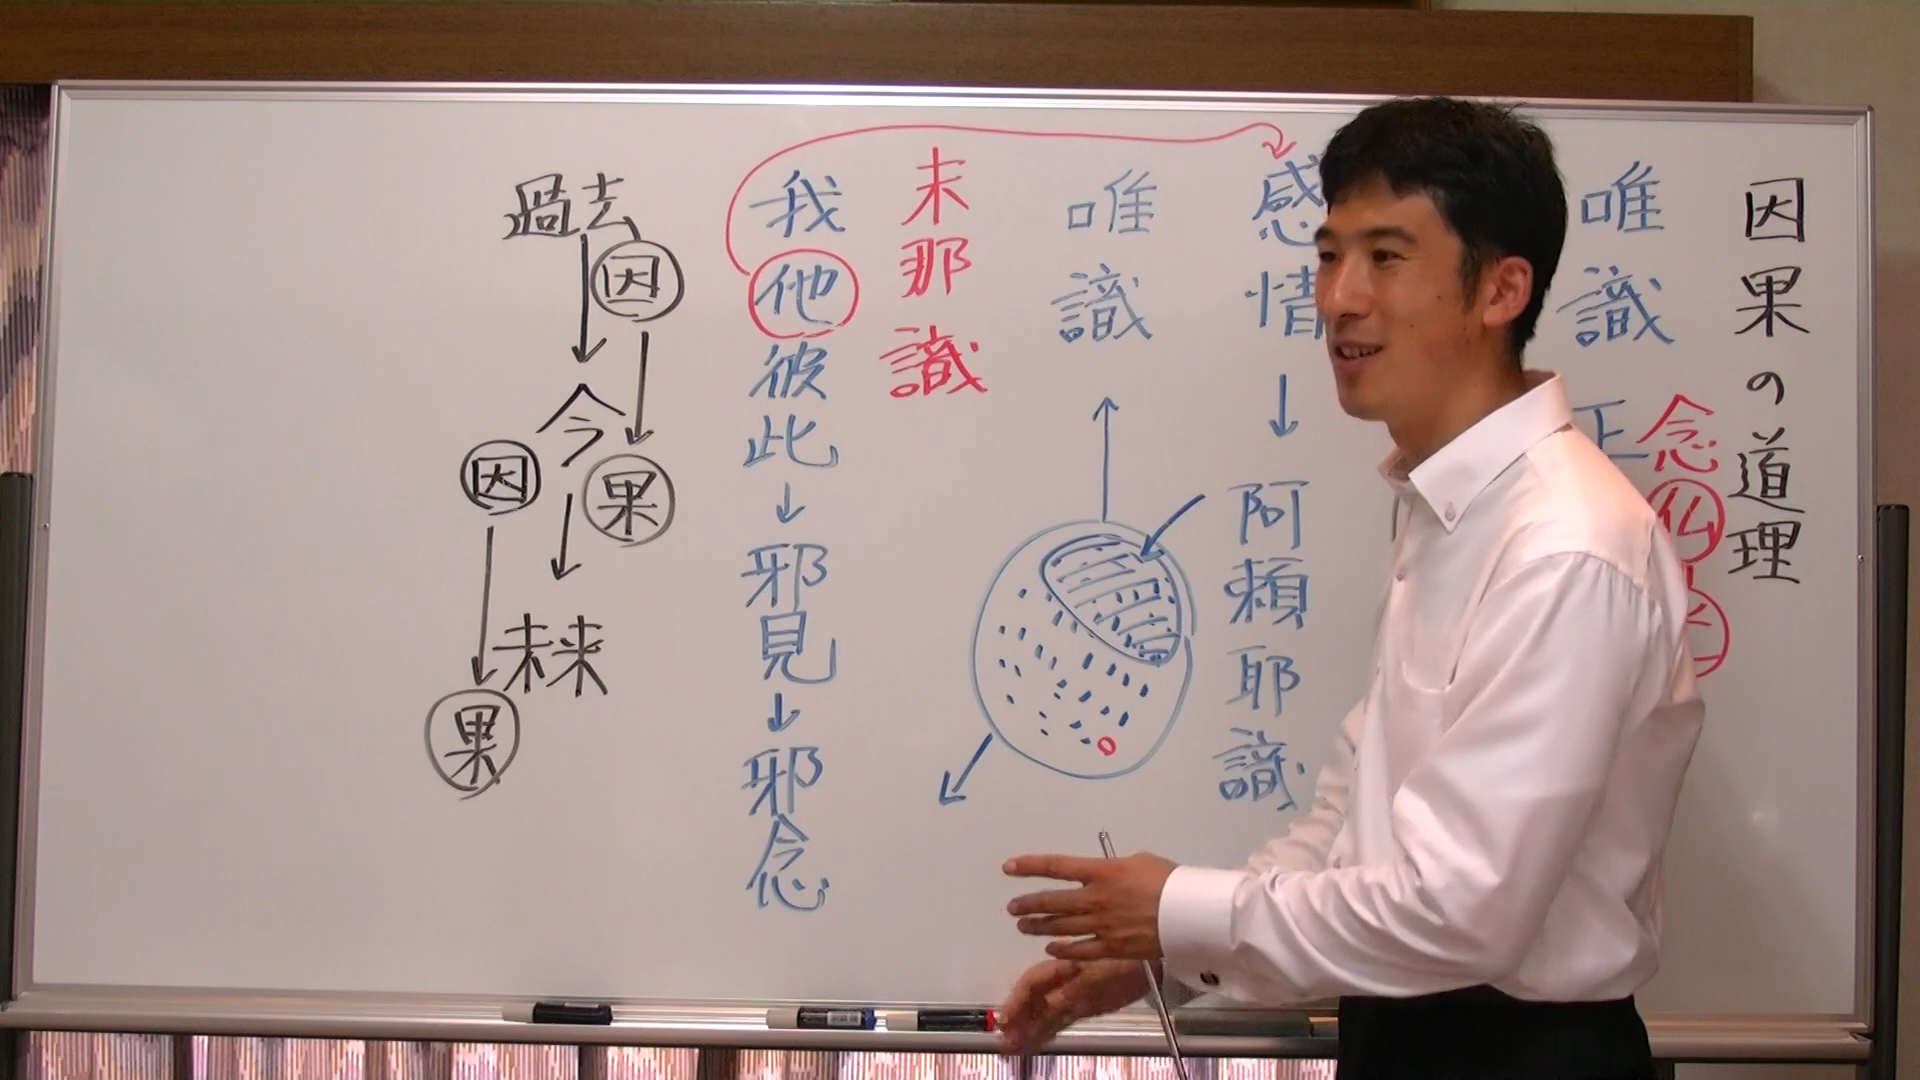 因果の道理
念仏
唯識
感情↓阿頼耶識
唯識
末那識
我他彼此↓邪見↓邪念
過去
因
今
果
因
未来
果